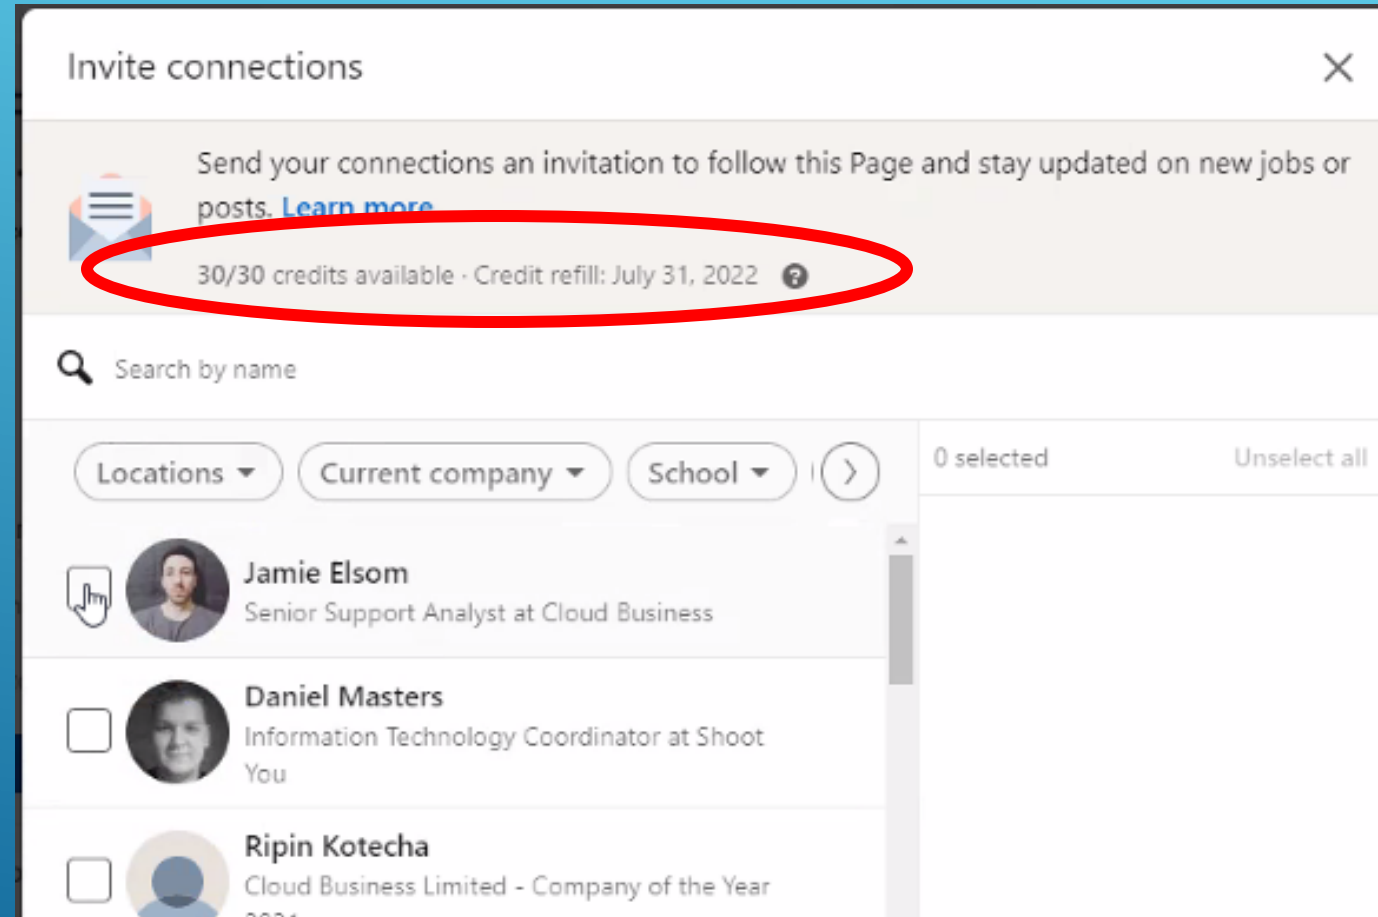 Invite connections
Send your connections an invitation to follow this Page and stay updated on new jobs or
posts. Learn more
30/30 credits available · Credit refill: July 31, 2022
Search by name
Locations
Current company
School
0 selected
Unselect all
Jamie Elsom
Senior Support Analyst at Cloud Business
Daniel Masters
Information Technology Coordinator at Shoot
You
Ripin Kotecha
Cloud Business Limited - Company of the Year